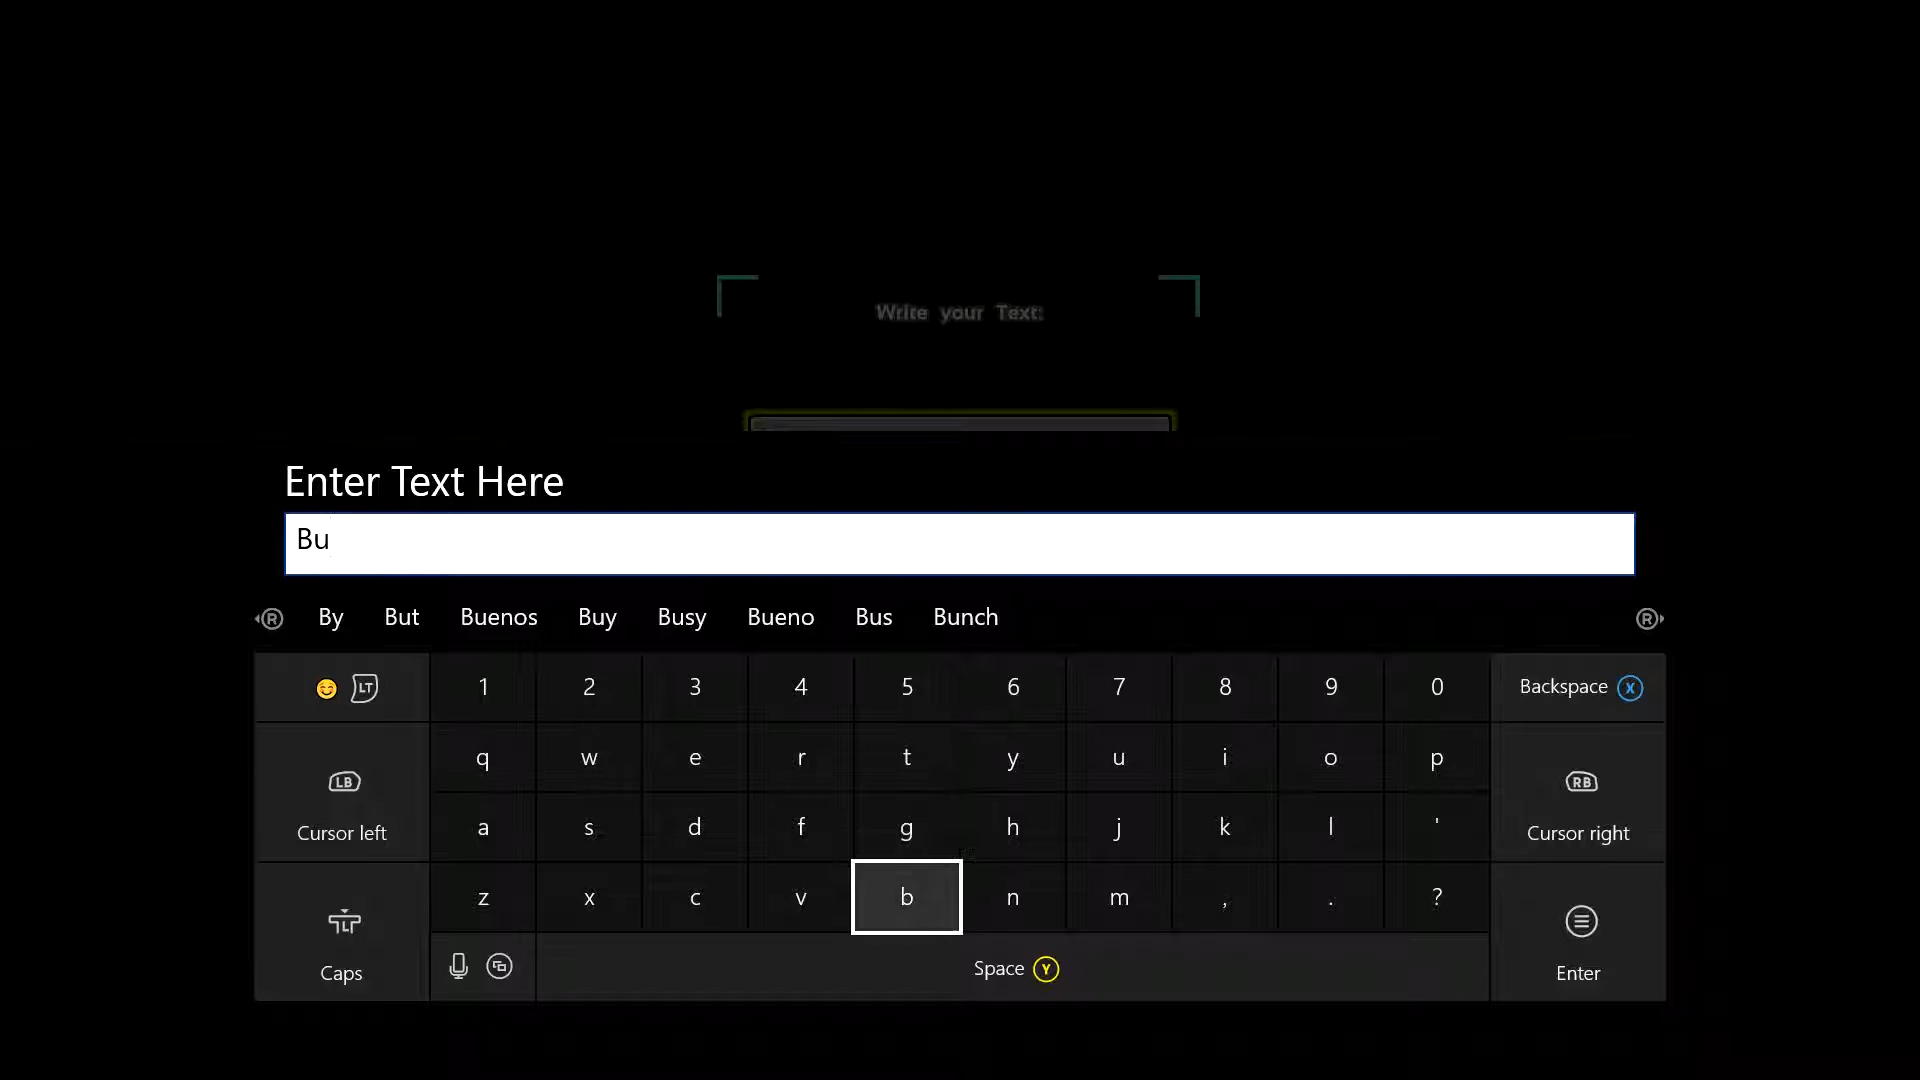 Write your Text:
Enter Text Here
Bu
R By But Buenos Buy Busy Bueno Bus Bunch R
LT 1 2 3 4 5 6 7 8 9 0 Backspace X
q w e r t y u i o p
LB RB
Cursor left a s d f g h j k l ' Cursor right
z x c v b n m , . ?
Caps Space Y Enter